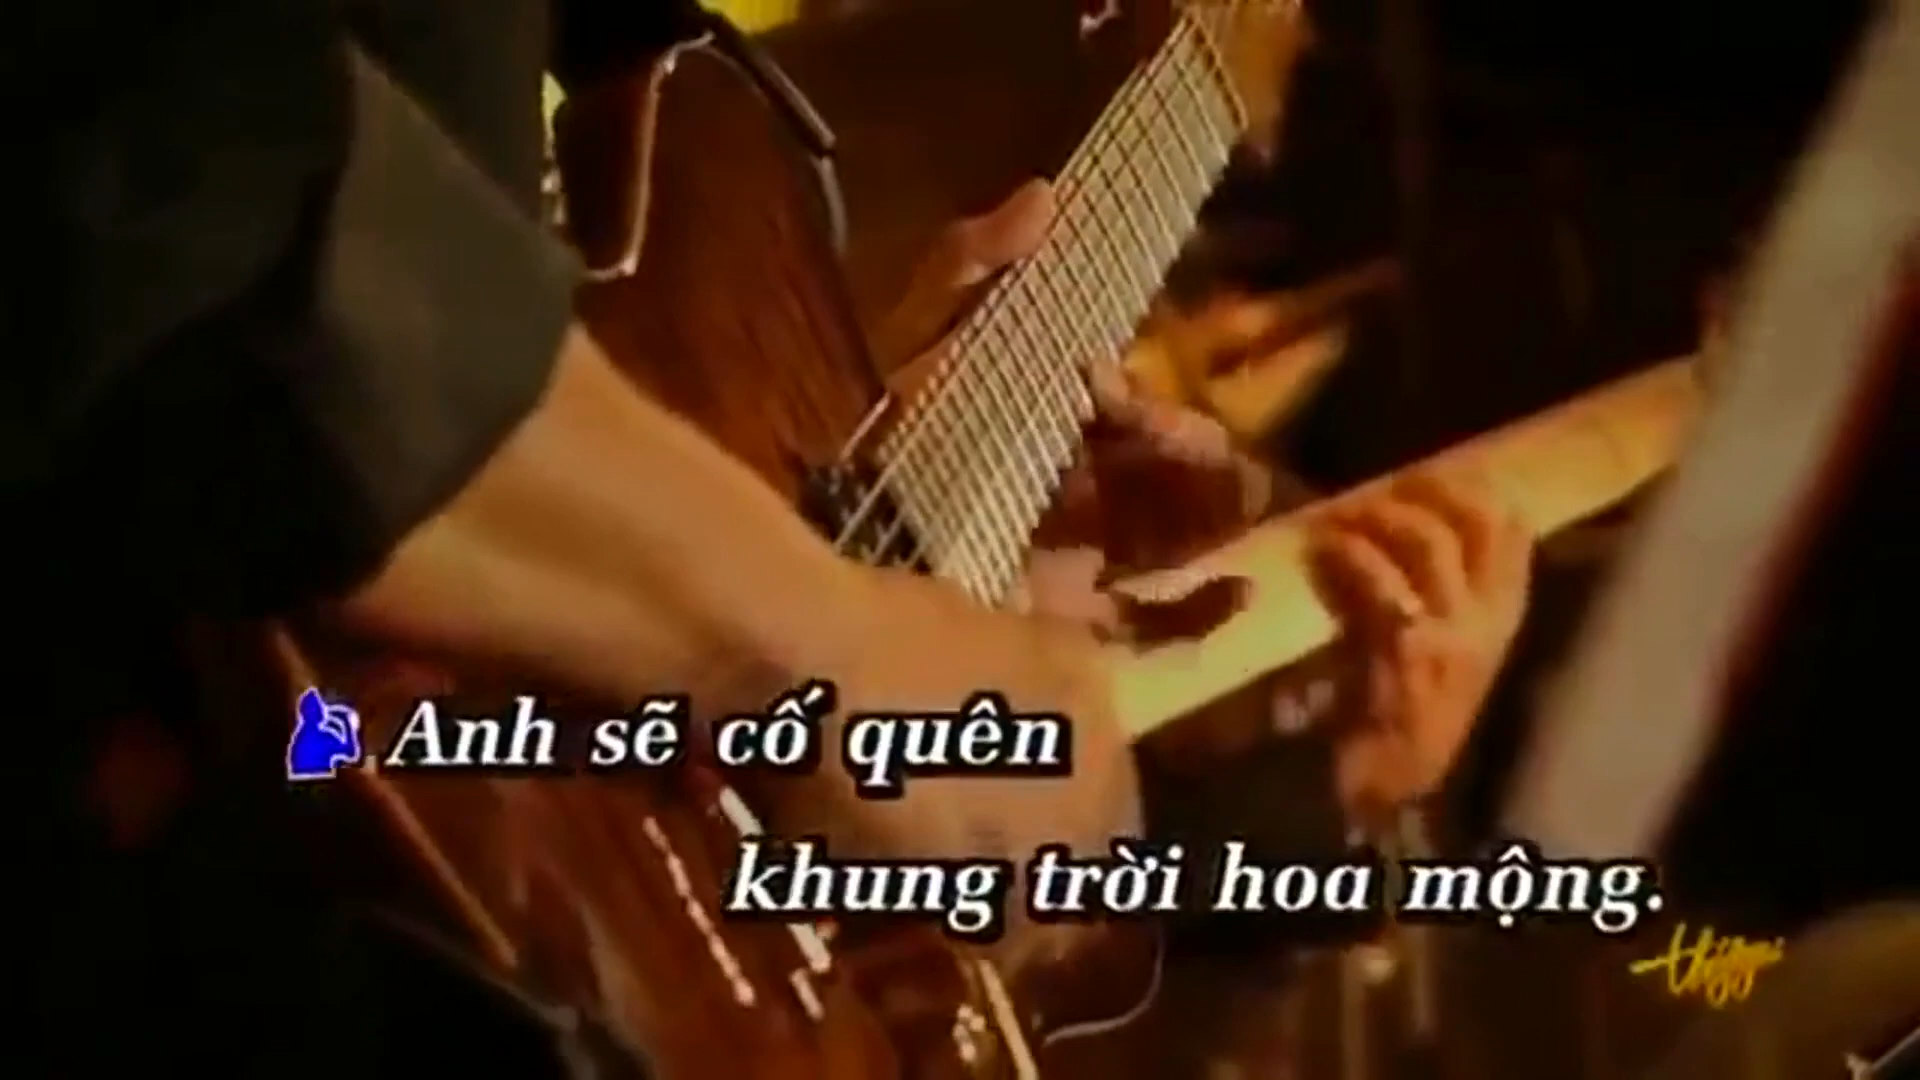 Anh sẽ cố quên
khung trời hoa mộng.